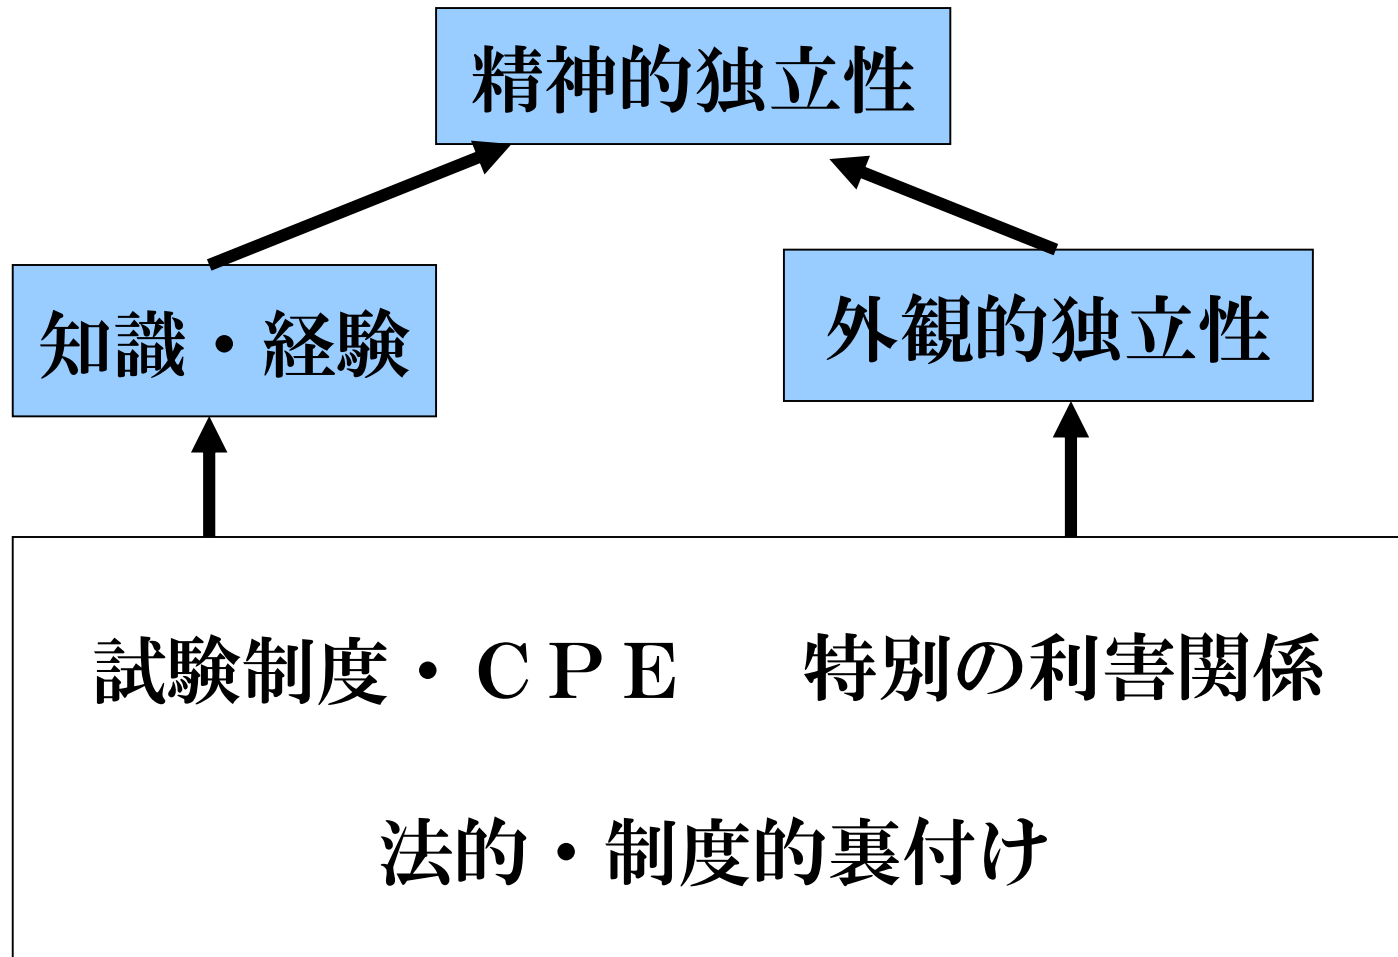 精神的独立性
知識・経験
外観的独立性
試験制度・ＣＰＥ　特別の利害関係
法的・制度的裏付け